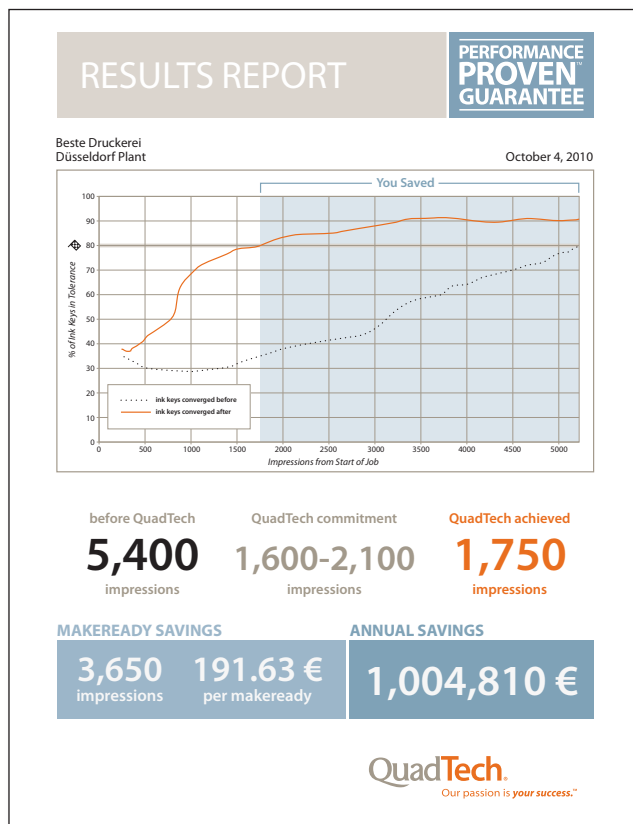 RESULTS REPORT
PERFORMANCE
PROVEN™
GUARANTEE
Beste Druckerei
Düsseldorf Plant
October 4, 2010
You Saved
% of Ink Keys in Tolerance
100
90
80
70
60
50
40
30
20
10
0
ink keys converged before
ink keys converged after
0 500 1000 1500 2000 2500 3000 3500 4000 4500 5000
Impressions from Start of Job
before QuadTech
5,400
impressions
QuadTech commitment
1,600-2,100
impressions
QuadTech achieved
1,750
impressions
MAKEREADY SAVINGS
3,650
impressions
191.63 €
per makeready
ANNUAL SAVINGS
1,004,810 €
QuadTech®
Our passion is your success.™